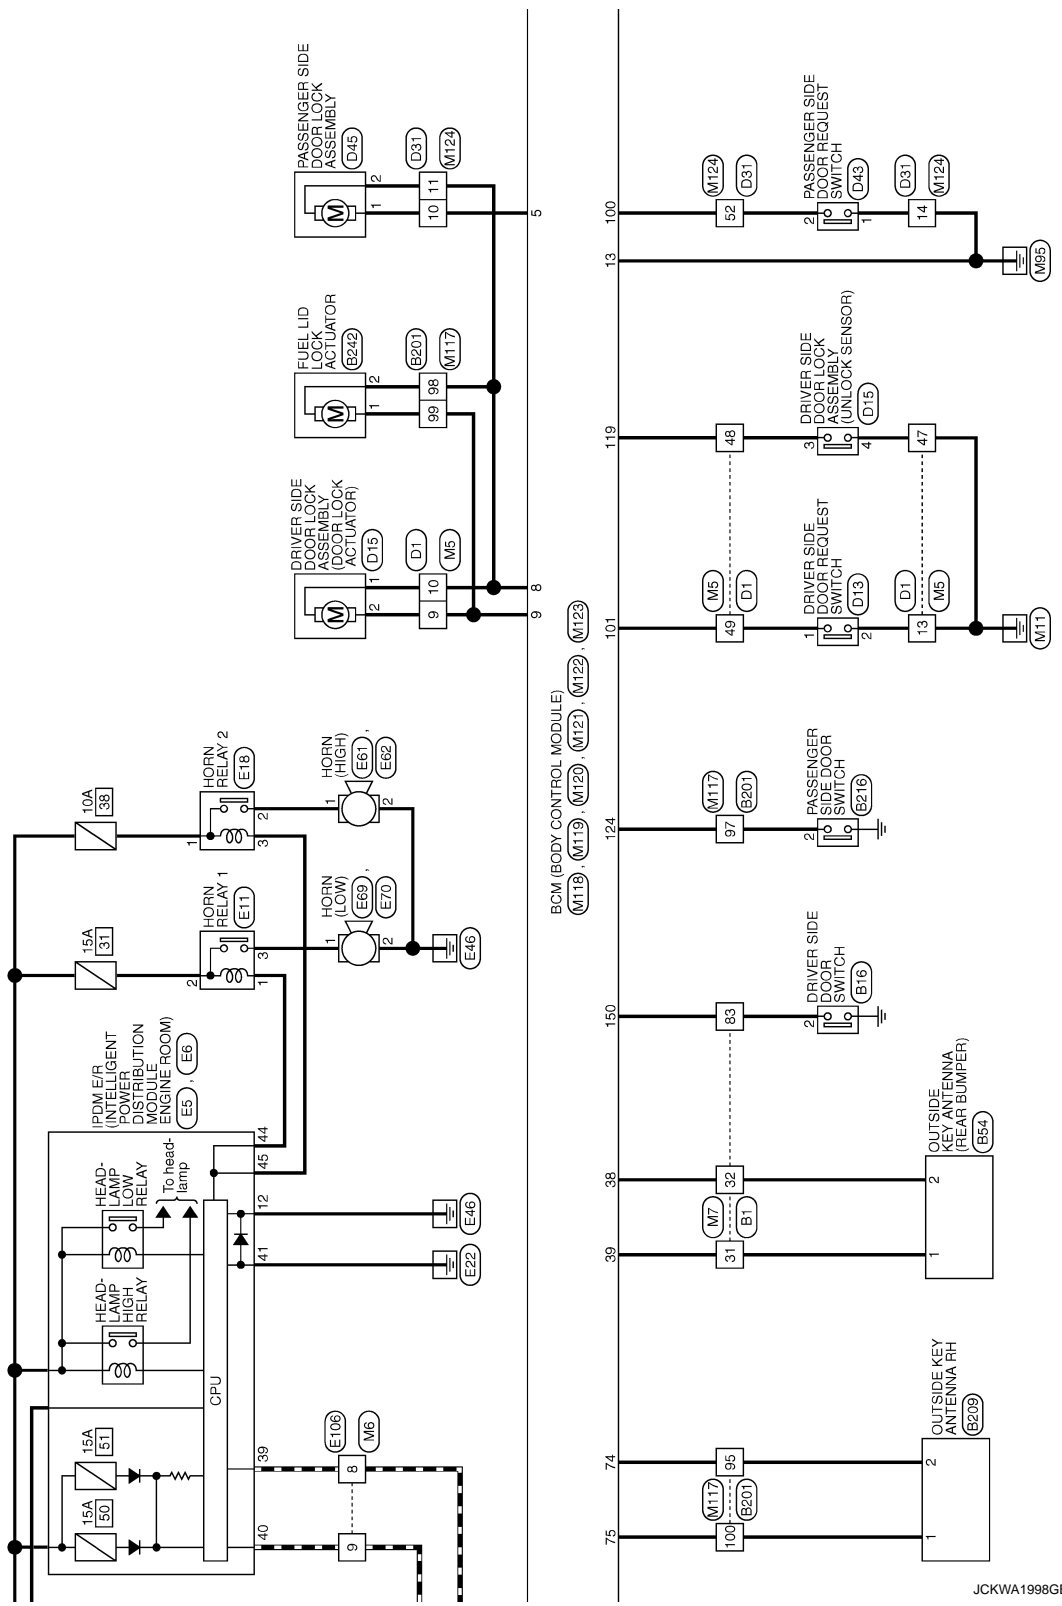 PASSENGER SIDE
DOOR LOCK
ASSEMBLY
D45
2
1
D31
M124
11
10
5
FUEL LID
LOCK
ACTUATOR
B242
2
1
B201
M117
98
99
DRIVER SIDE
DOOR LOCK
ASSEMBLY
(DOOR LOCK
ACTUATOR)
D15
1
2
D1
M5
10
9
8
9
HORN
RELAY 2
E18
10A
38
1
2
3
HORN
(HIGH)
E61 ,
E62
1
2
HORN
RELAY 1
E11
15A
31
2
3
1
HORN
(LOW)
E69 ,
E70
1
2
E46
IPDM E/R
(INTELLIGENT
POWER
DISTRIBUTION
MODULE
ENGINE ROOM)
E5 , E6
44
45
12
41
39
40
To head-
lamp
HEAD-
LAMP
LOW
RELAY
HEAD-
LAMP
HIGH
RELAY
CPU
15A
51
15A
50
E46
E22
E106
M6
8
9
BCM (BODY CONTROL MODULE)
M118 , M119 , M120 , M121 , M122 , M123
100
M124
D31
52
PASSENGER SIDE
DOOR REQUEST
SWITCH
D43
2
1
D31
M124
14
13
M95
119
48
DRIVER SIDE
DOOR LOCK
ASSEMBLY
(UNLOCK SENSOR)
D15
3
4
47
101
M5
D1
49
DRIVER SIDE
DOOR REQUEST
SWITCH
D13
1
2
D1
M5
13
M11
124
M117
B201
97
PASSENGER
SIDE DOOR
SWITCH
B216
2
150
83
DRIVER SIDE
DOOR
SWITCH
B16
2
38
39
32
M7
B1
31
OUTSIDE
KEY ANTENNA
(REAR BUMPER)
B54
2
1
74
75
95
M117
B201
100
OUTSIDE KEY
ANTENNA RH
B209
2
1